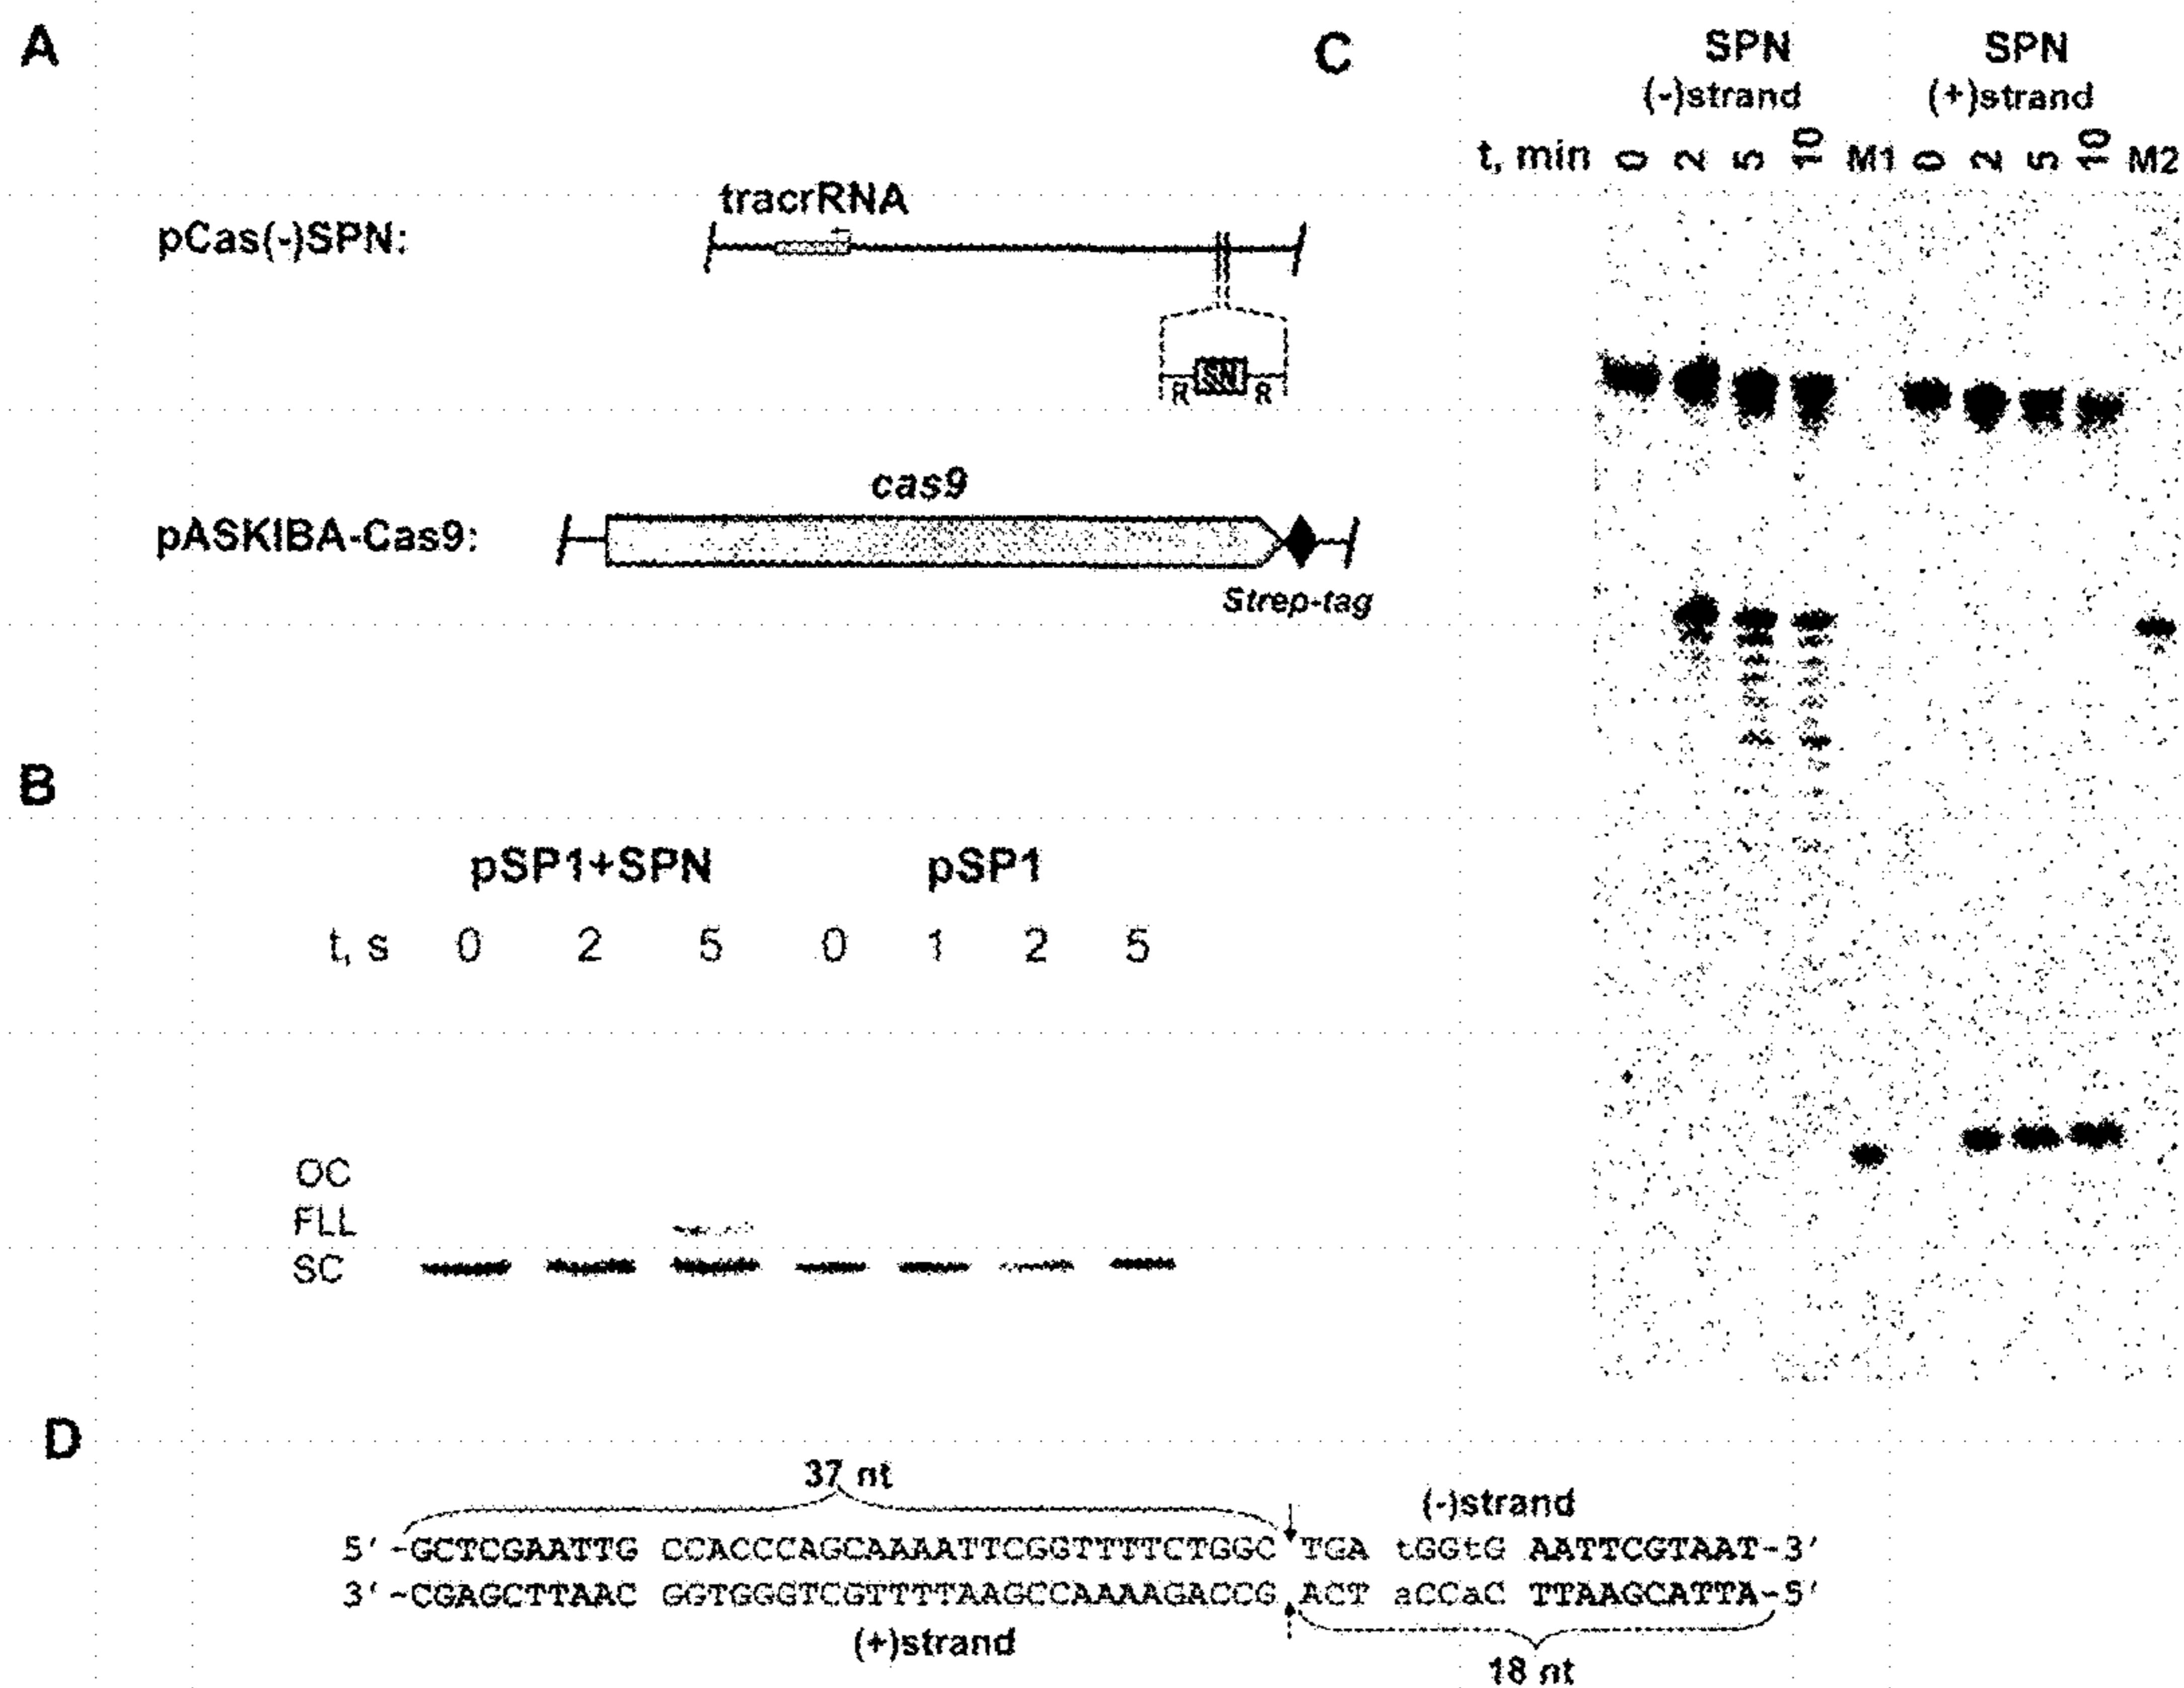 A
pCas(-)SPN:
tracrRNA
R SN R
pASKIBA-Cas9:
cas9
Strep-tag
B
pSP1+SPN pSP1
t, s 0 2 5 0 1 2 5
OC
FLL
SC
C
SPN SPN
(-)strand (+)strand
t, min 0 2 5 10 M1 0 2 5 10 M2
D
37 nt
(-)strand
5'-GCTCGAATTG CCACCCAGCAAAATTCGGTTTTCTGGC TGA tGGtG AATTCGTAAT-3'
3'-CGAGCTTAAC GGTGGGTCGTTTTAAGCCAAAAGACCG ACT aCCaC TTAAGCATTA-5'
(+)strand
18 nt